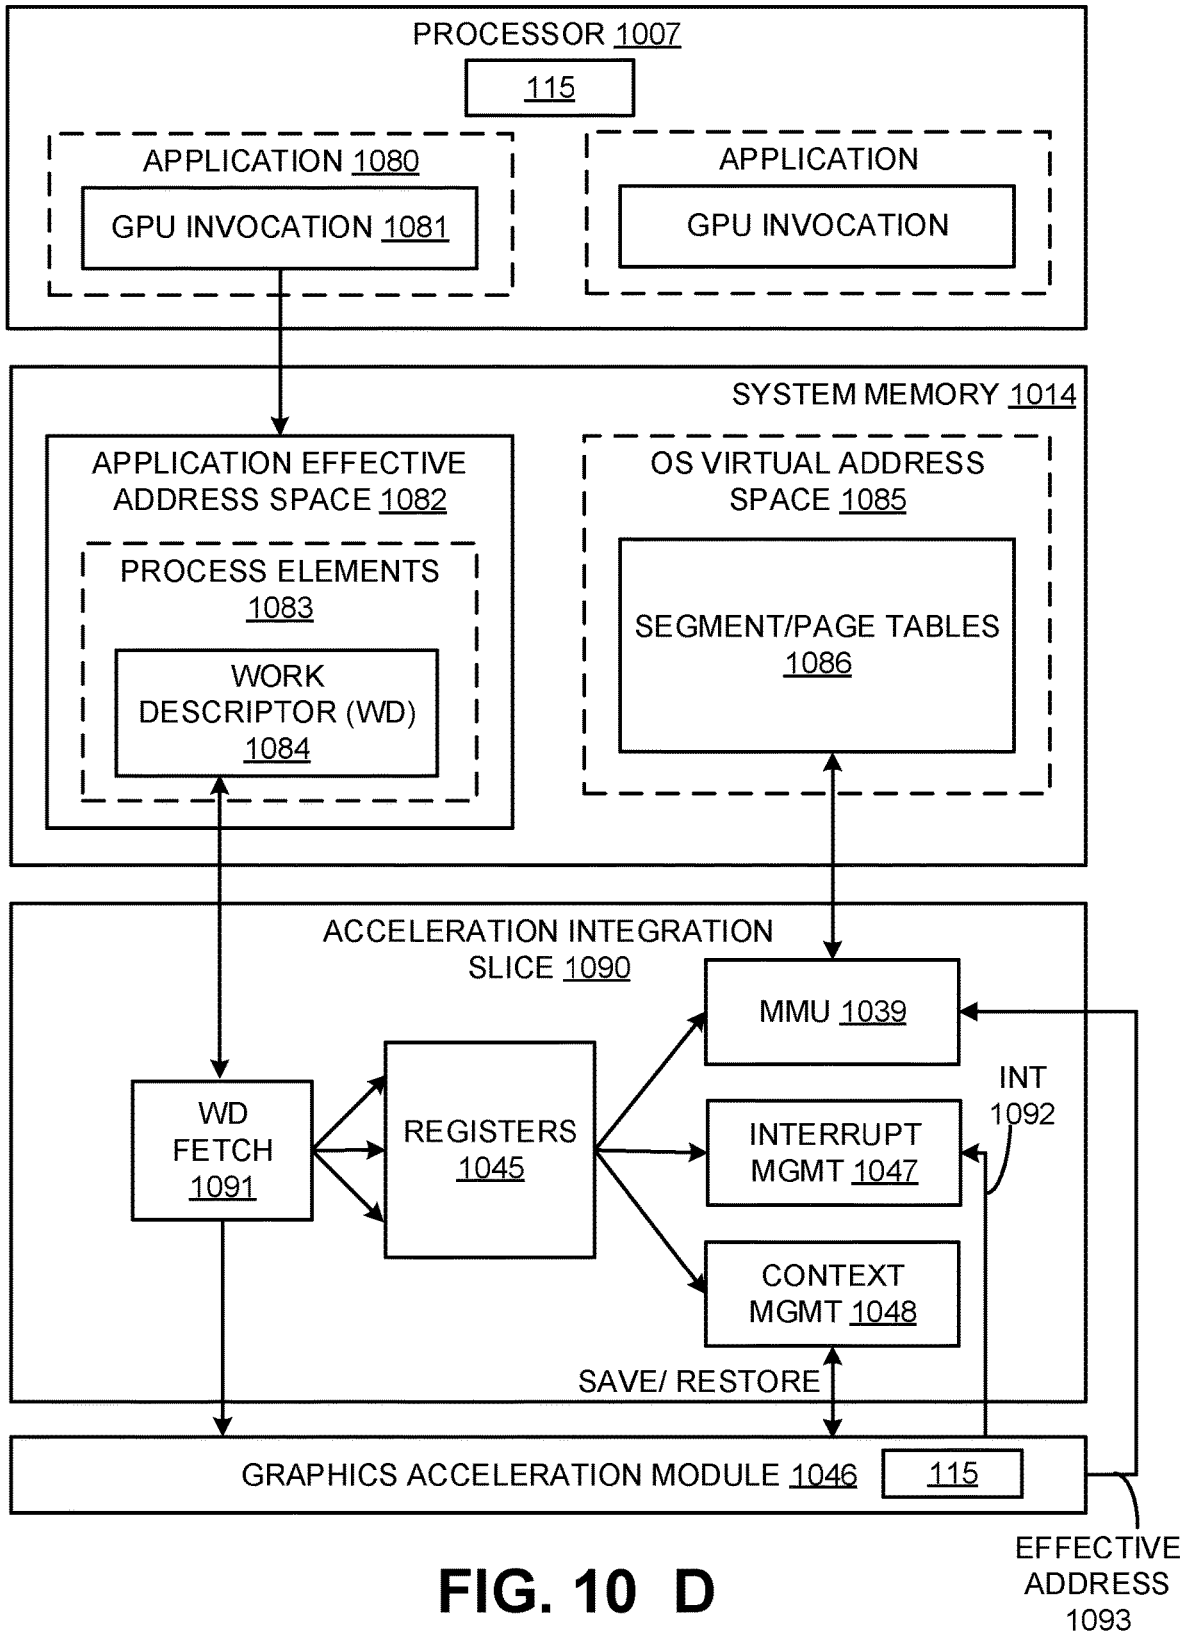 PROCESSOR 1007
115
APPLICATION 1080
GPU INVOCATION 1081
APPLICATION
GPU INVOCATION
SYSTEM MEMORY 1014
APPLICATION EFFECTIVE
ADDRESS SPACE 1082
PROCESS ELEMENTS
1083
WORK
DESCRIPTOR (WD)
1084
OS VIRTUAL ADDRESS
SPACE 1085
SEGMENT/PAGE TABLES
1086
ACCELERATION INTEGRATION
SLICE 1090
WD
FETCH
1091
REGISTERS
1045
MMU 1039
INTERRUPT
MGMT 1047
CONTEXT
MGMT 1048
INT
1092
SAVE/ RESTORE
GRAPHICS ACCELERATION MODULE 1046
115
EFFECTIVE
ADDRESS
1093
FIG. 10 D